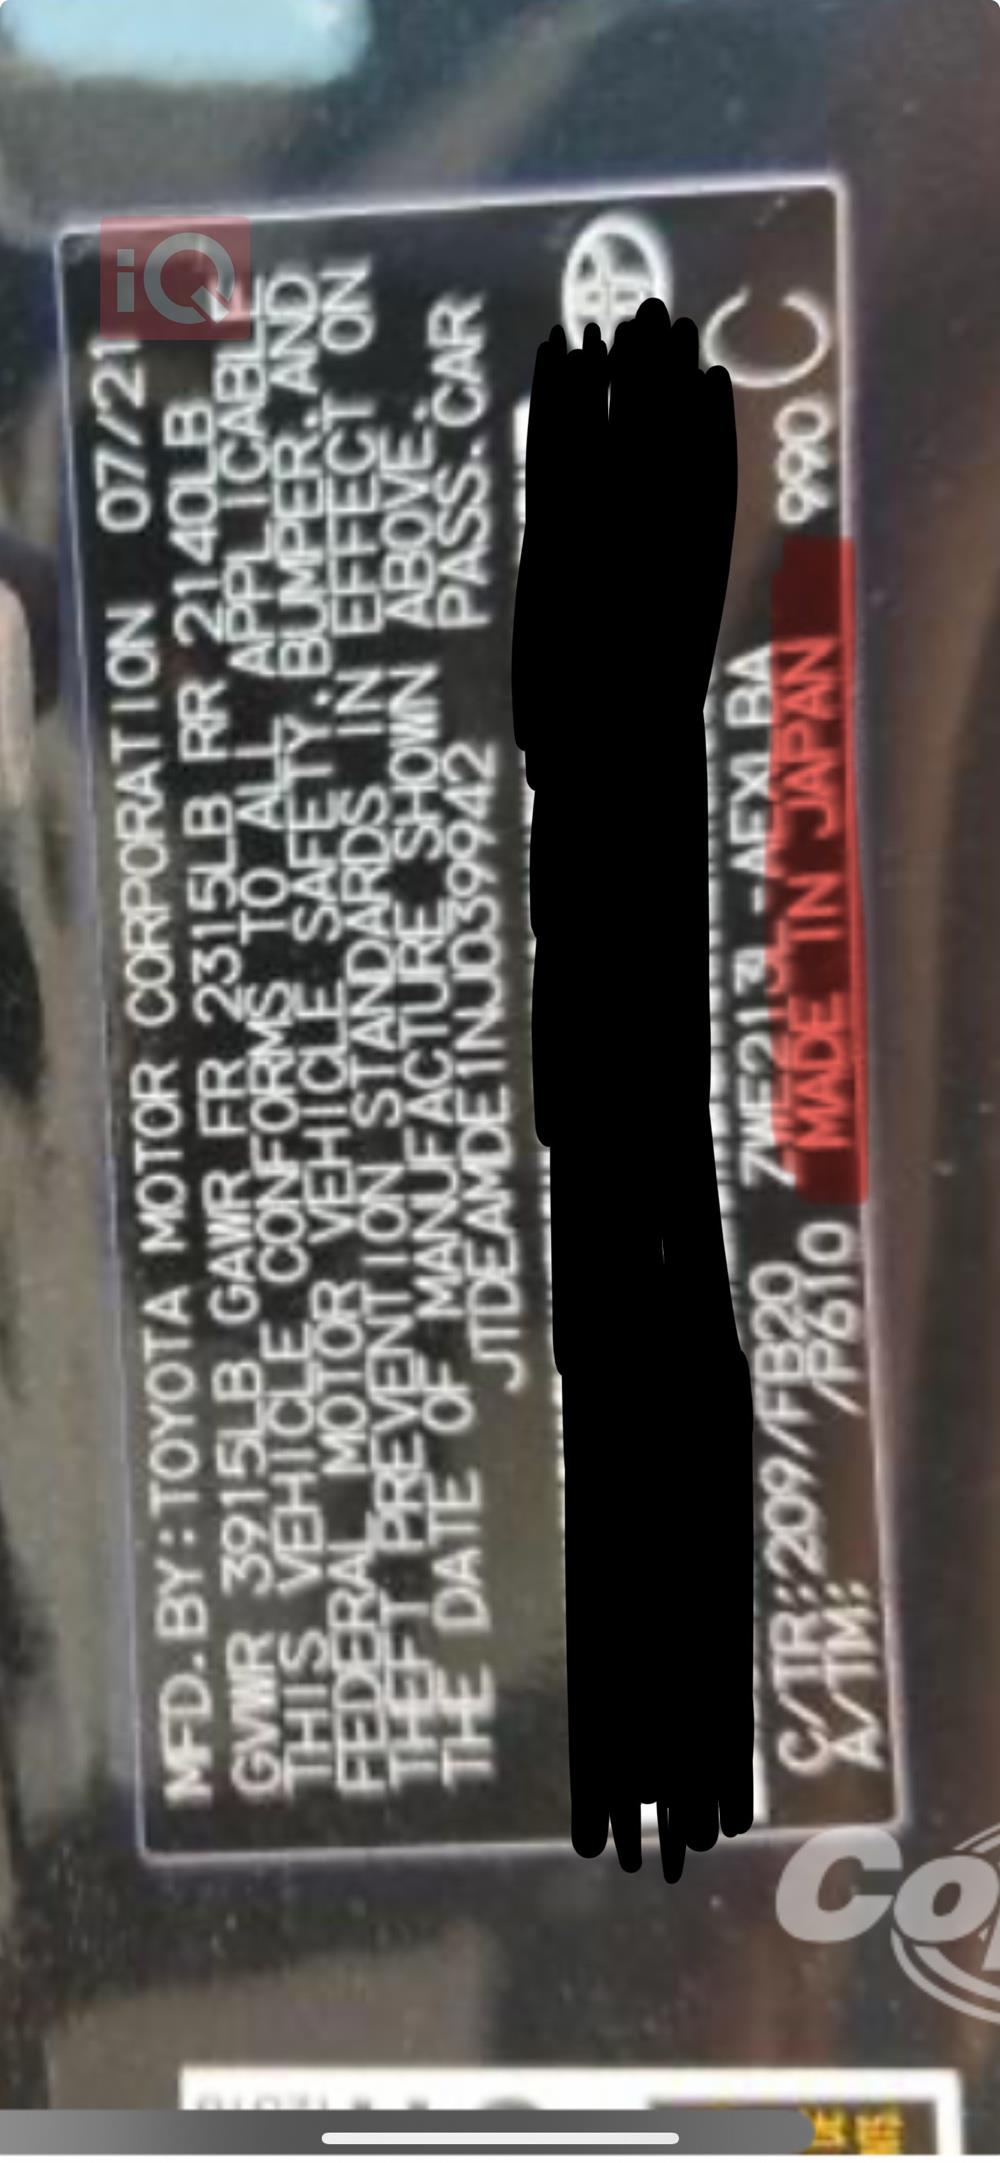 iQ
MFD.BY:TOYOTA MOTOR CORPORATION 07/21
GVWR 3915LB GAWR FR 2315LB RR 2140LB
THIS VEHICLE CONFORMS TO ALL APPLICABLE
FEDERAL MOTOR VEHICLE SAFETY,BUMPER,AND
THEFT PREVENTION STANDARDS IN EFFECT ON
THE DATE OF MANUFACTURE SHOWN ABOVE.
JTDEAMDE1NJ039942 PASS.CAR
C/TR:209/FB20 ZWE213L-AEXLBA
A/TM: /P610 MADE IN JAPAN 990 C